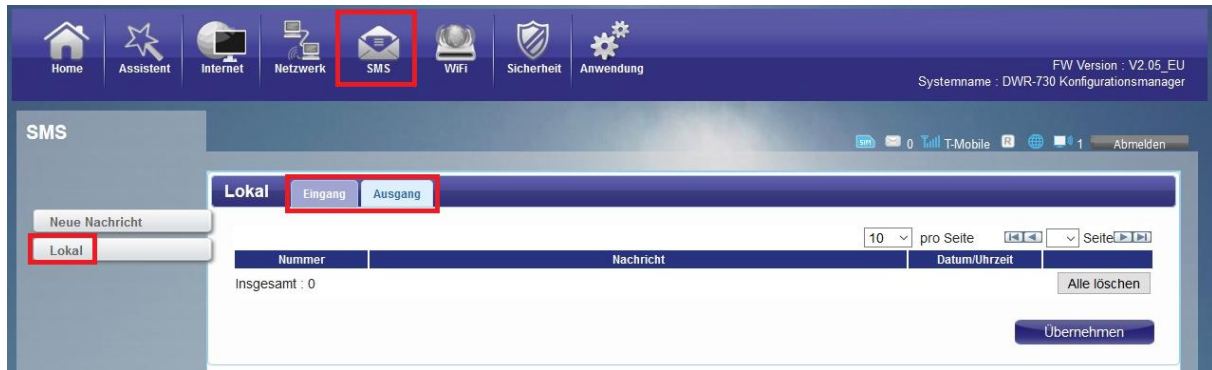 Home Assistent Internet Netzwerk SMS WiFi Sicherheit Anwendung
FW Version : V2.05_EU
Systemname : DWR-730 Konfigurationsmanager
SMS
SIM 0 T-Mobile R 1 Abmelden
Lokal Eingang Ausgang
Neue Nachricht
Lokal
10 pro Seite Seite
Nummer Nachricht Datum/Uhrzeit
Insgesamt : 0 Alle löschen
Übernehmen